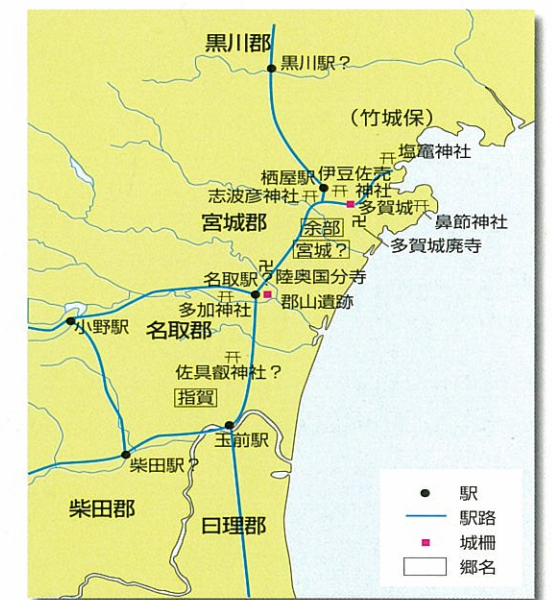 黒川郡
黒川駅？
（竹城保）
塩竈神社
栖屋駅
伊豆佐売
神社
志波彦神社
多賀城
鼻節神社
宮城郡
余部
宮城？
多賀城廃寺
名取駅？
陸奥国分寺
多加神社
郡山遺跡
小野駅
名取郡
佐具叡神社？
指賀
玉前駅
柴田駅？
柴田郡
曰理郡
駅
駅路
城柵
郷名